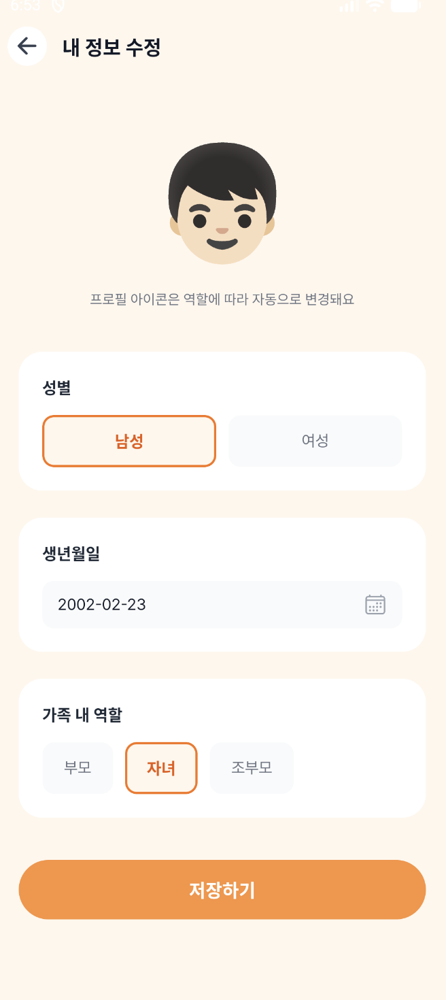 6:53
내 정보 수정
프로필 아이콘은 역할에 따라 자동으로 변경돼요
성별
남성
여성
생년월일
2002-02-23
가족 내 역할
부모
자녀
조부모
저장하기